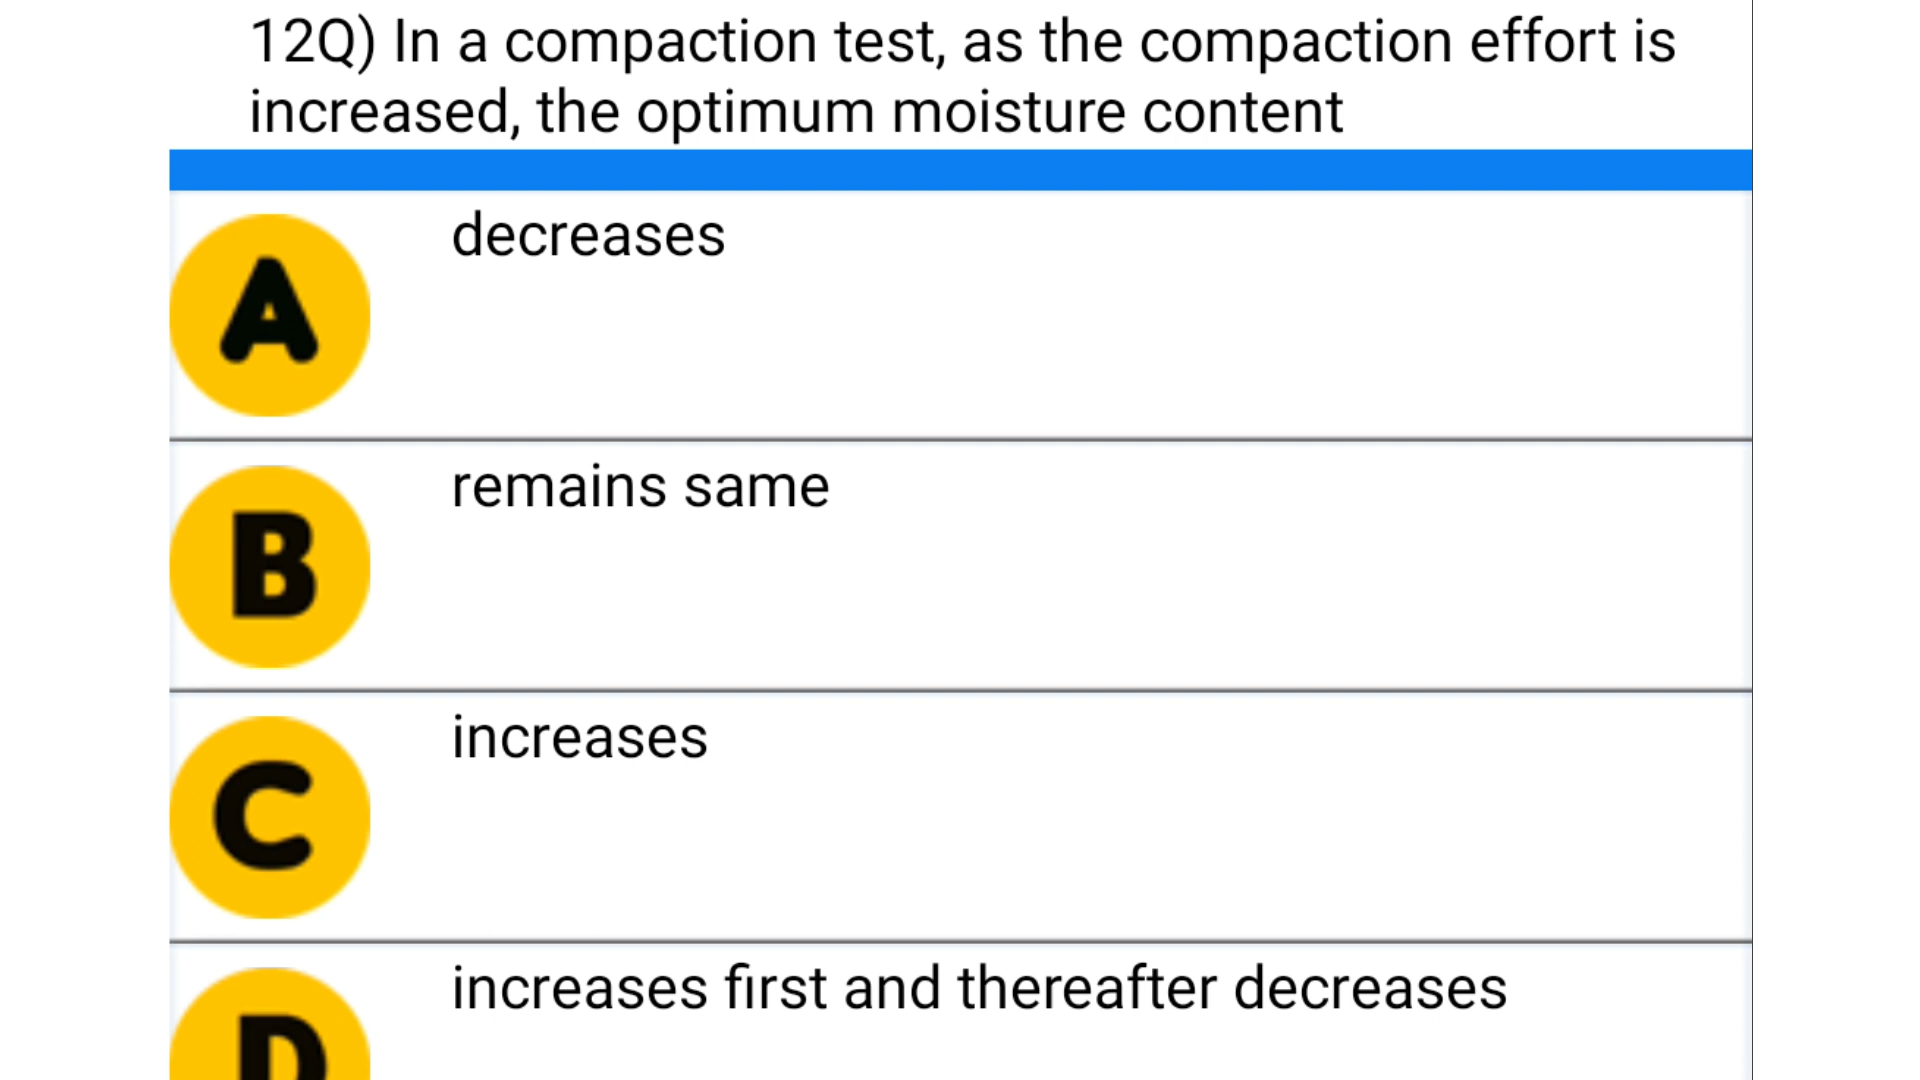 12Q) In a compaction test, as the compaction effort is
increased, the optimum moisture content
A decreases
B remains same
C increases
D increases first and thereafter decreases